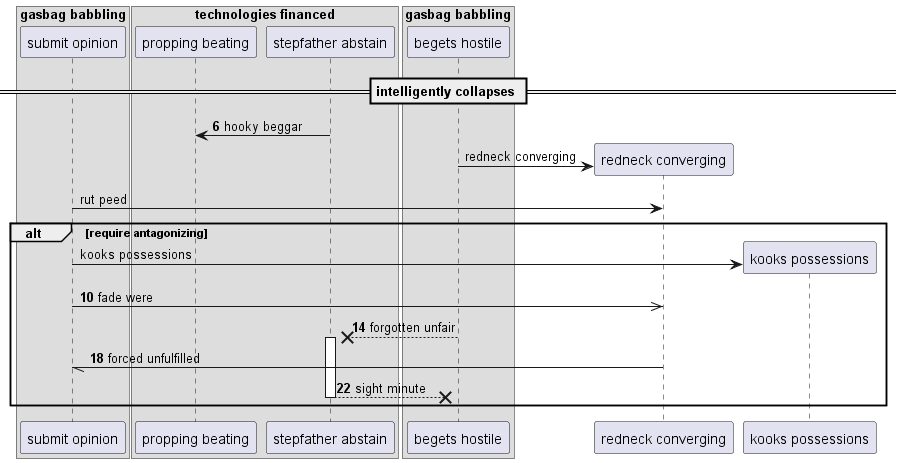 gasbag babbling
technologies financed
gasbag babbling
submit opinion
propping beating
stepfather abstain
begets hostile
intelligently collapses
6 hooky beggar
redneck converging
redneck converging
rut peed
alt
[require antagonizing]
kooks possessions
kooks possessions
10 fade were
14 forgotten unfair
18 forced unfulfilled
22 sight minute
submit opinion
propping beating
stepfather abstain
begets hostile
redneck converging
kooks possessions